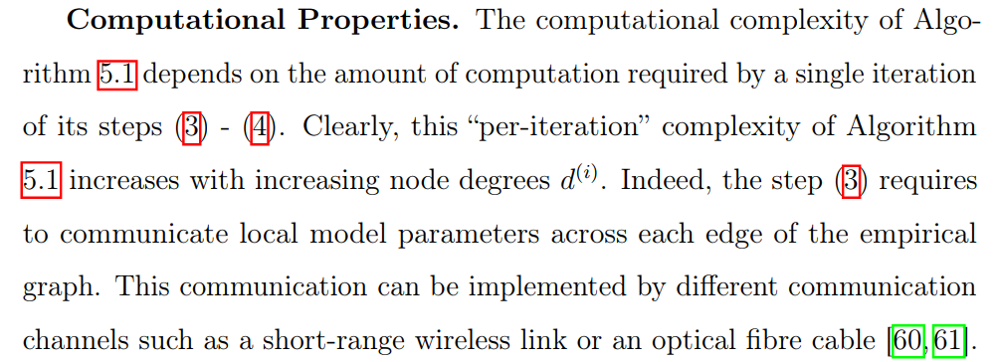 Computational Properties. The computational complexity of Algo-
rithm 5.1 depends on the amount of computation required by a single iteration
of its steps (3) - (4). Clearly, this “per-iteration” complexity of Algorithm
5.1 increases with increasing node degrees d^(i). Indeed, the step (3) requires
to communicate local model parameters across each edge of the empirical
graph. This communication can be implemented by different communication
channels such as a short-range wireless link or an optical fibre cable [60, 61].